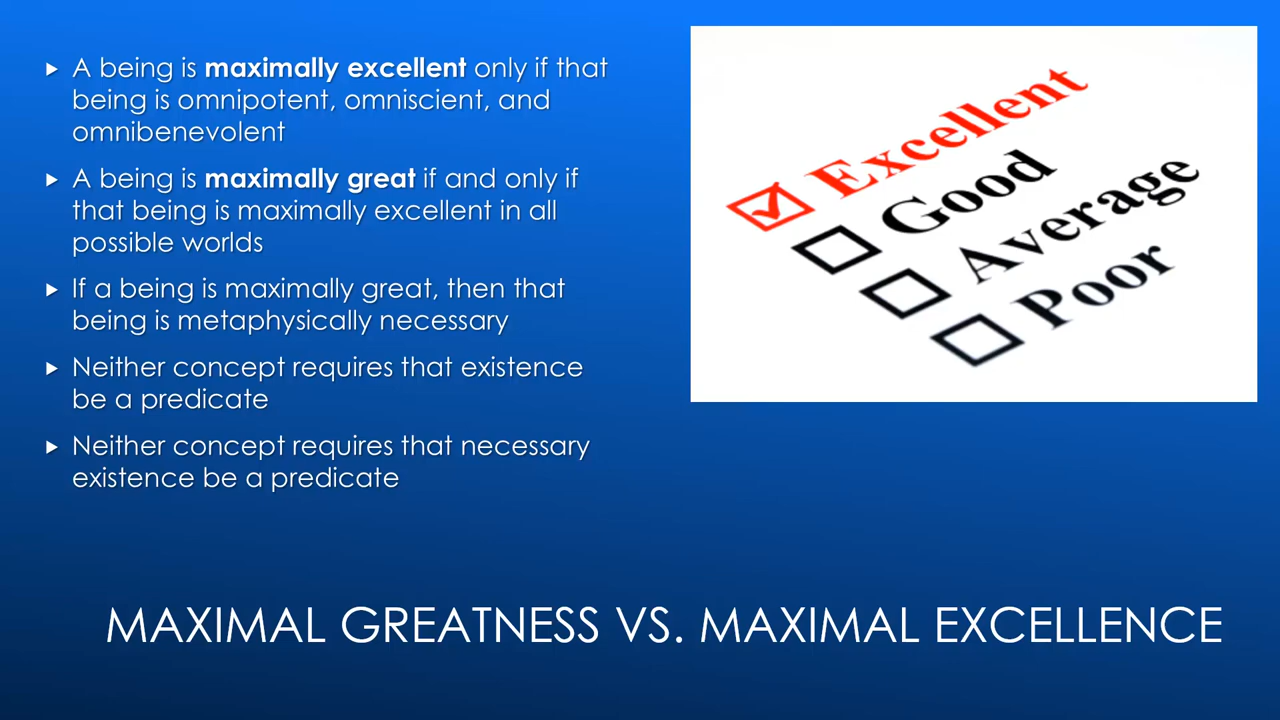 A being is maximally excellent only if that
being is omnipotent, omniscient, and
omnibenevolent
A being is maximally great if and only if
that being is maximally excellent in all
possible worlds
If a being is maximally great, then that
being is metaphysically necessary
Neither concept requires that existence
be a predicate
Neither concept requires that necessary
existence be a predicate
Excellent
Good
Average
Poor
MAXIMAL GREATNESS VS. MAXIMAL EXCELLENCE